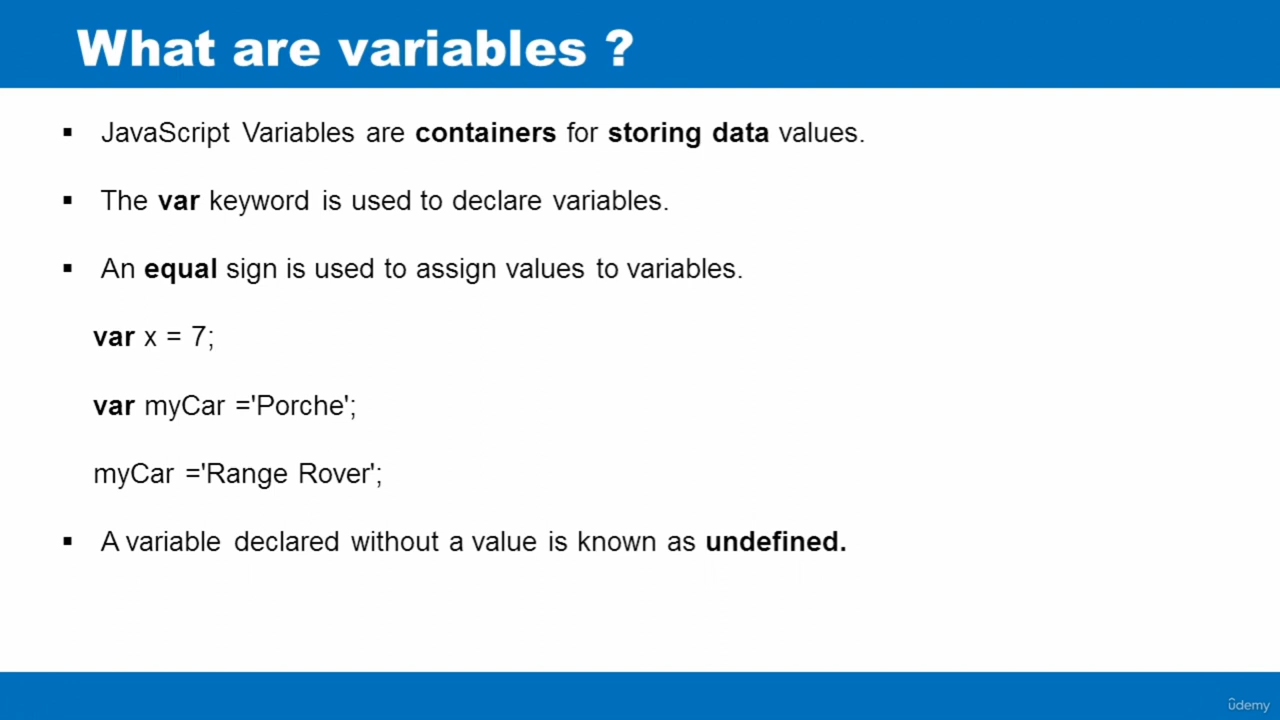 What are variables ?
▪ JavaScript Variables are containers for storing data values.
▪ The var keyword is used to declare variables.
▪ An equal sign is used to assign values to variables.
var x = 7;
var myCar ='Porche';
myCar ='Range Rover';
▪ A variable declared without a value is known as undefined.
ûdemy